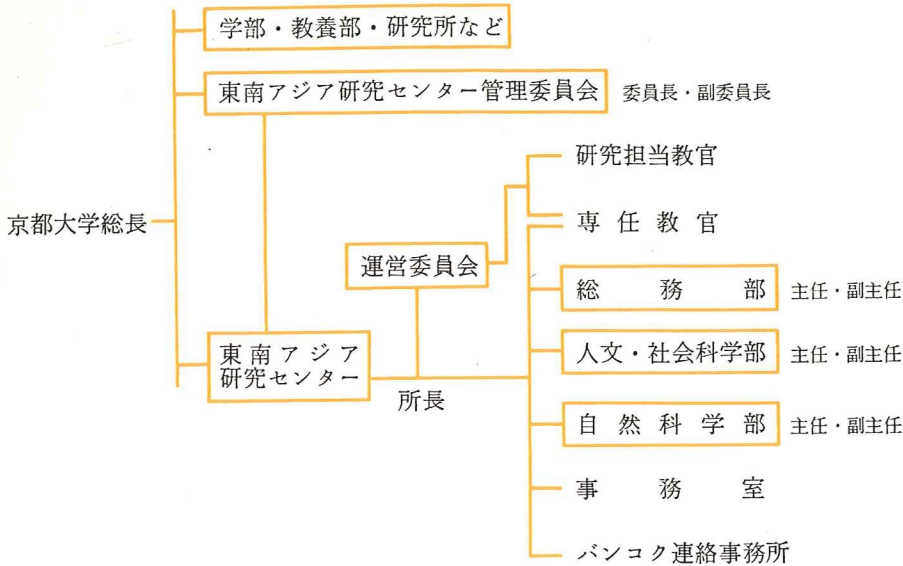 学部・教養部・研究所など
東南アジア研究センター管理委員会 委員長・副委員長
研究担当教官
京都大学総長
専任教官
運営委員会
総務部 主任・副主任
東南アジア
研究センター
人文・社会科学部 主任・副主任
所長
自然科学部 主任・副主任
事務室
バンコク連絡事務所